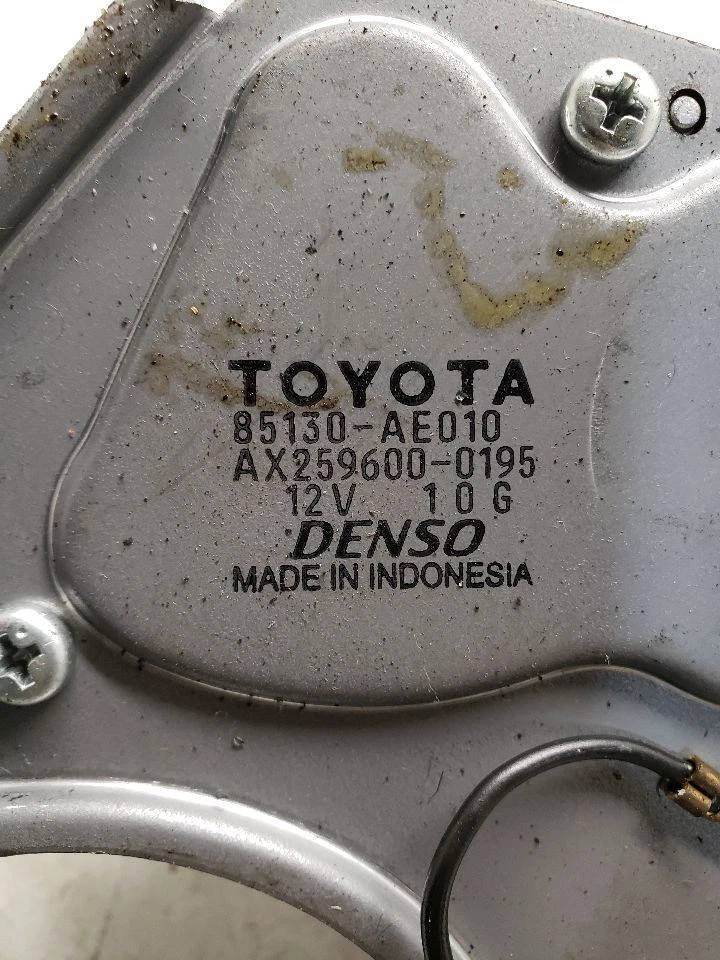 TOYOTA
85130-AE010
AX259600-0195
12V 10G
DENSO
MADE IN INDONESIA